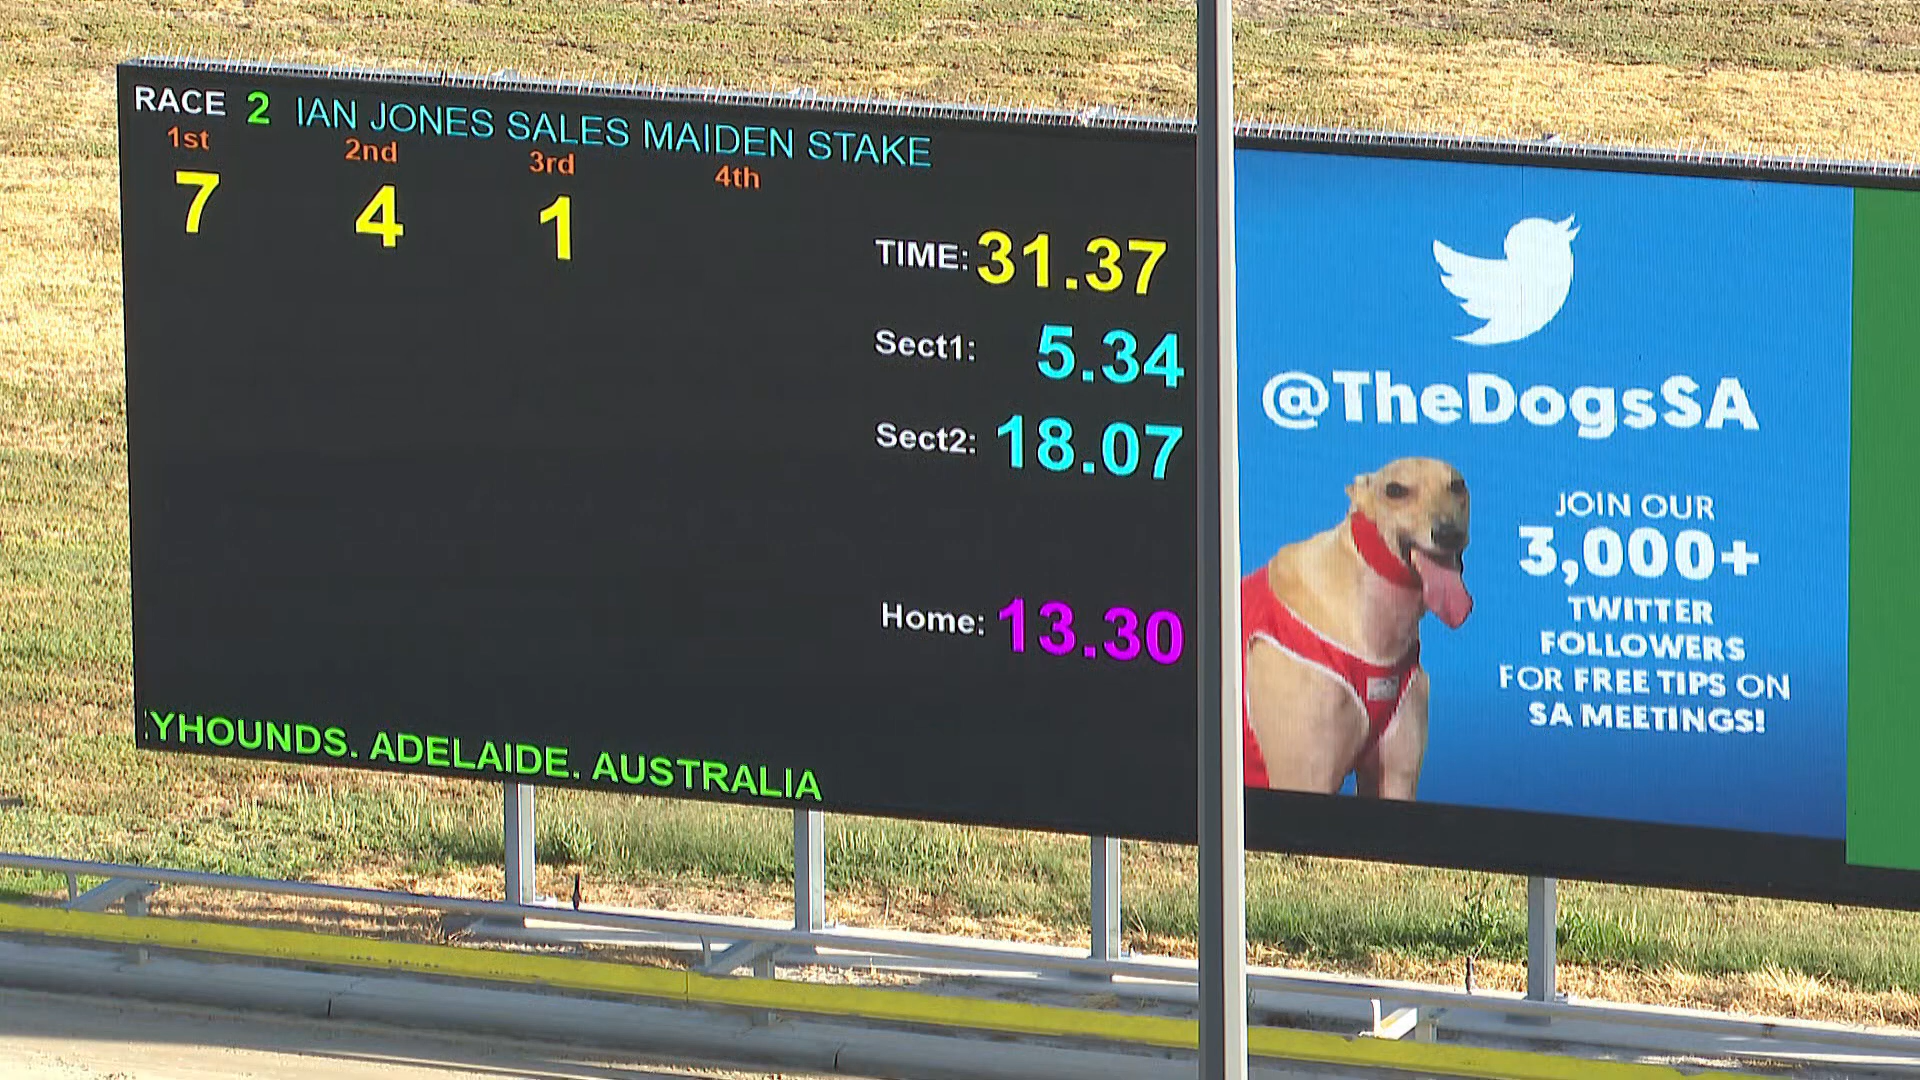 RACE 2 IAN JONES SALES MAIDEN STAKE
1st 2nd 3rd 4th
7 4 1
TIME: 31.37
Sect1: 5.34
Sect2: 18.07
Home: 13.30
YHOUNDS. ADELAIDE. AUSTRALIA
@TheDogsSA
JOIN OUR
3,000+
TWITTER
FOLLOWERS
FOR FREE TIPS ON
SA MEETINGS!